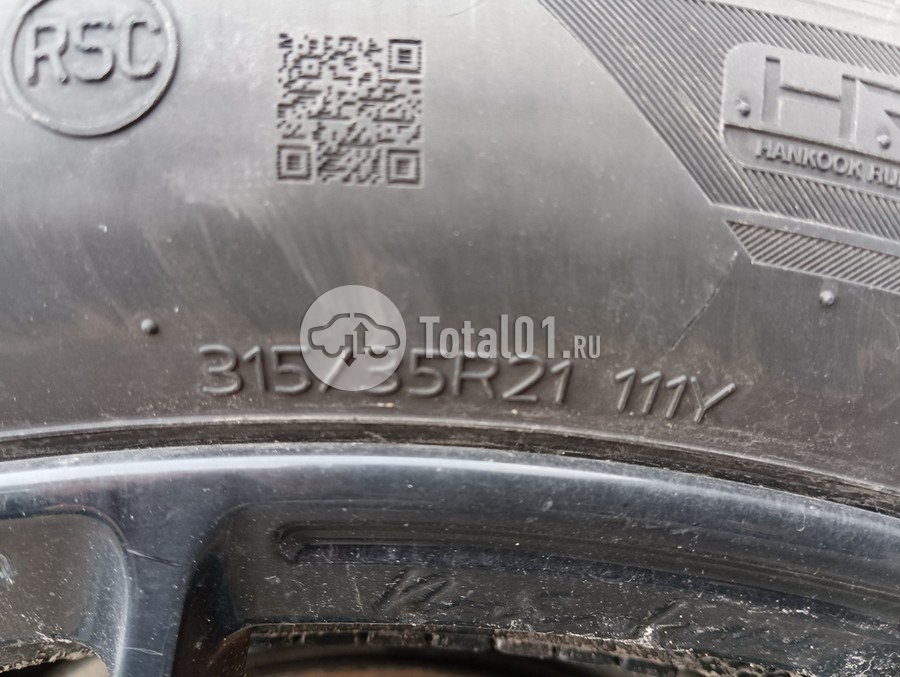 RSC
HANKOOK
Total01.RU
315/35R21 111Y